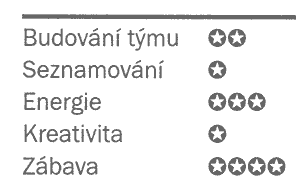 Budování týmu ✪✪
Seznamování ✪
Energie ✪✪✪
Kreativita ✪
Zábava ✪✪✪✪